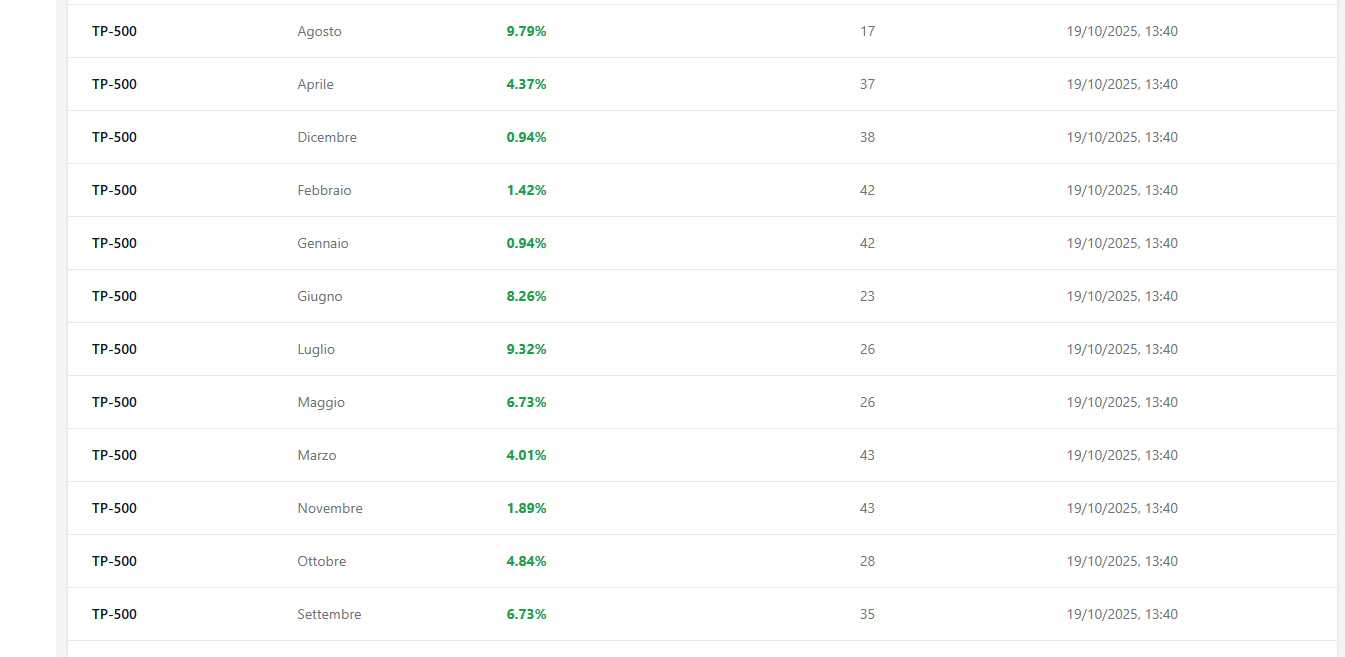 TP-500 Agosto 9.79% 17 19/10/2025, 13:40
TP-500 Aprile 4.37% 37 19/10/2025, 13:40
TP-500 Dicembre 0.94% 38 19/10/2025, 13:40
TP-500 Febbraio 1.42% 42 19/10/2025, 13:40
TP-500 Gennaio 0.94% 42 19/10/2025, 13:40
TP-500 Giugno 8.26% 23 19/10/2025, 13:40
TP-500 Luglio 9.32% 26 19/10/2025, 13:40
TP-500 Maggio 6.73% 26 19/10/2025, 13:40
TP-500 Marzo 4.01% 43 19/10/2025, 13:40
TP-500 Novembre 1.89% 43 19/10/2025, 13:40
TP-500 Ottobre 4.84% 28 19/10/2025, 13:40
TP-500 Settembre 6.73% 35 19/10/2025, 13:40